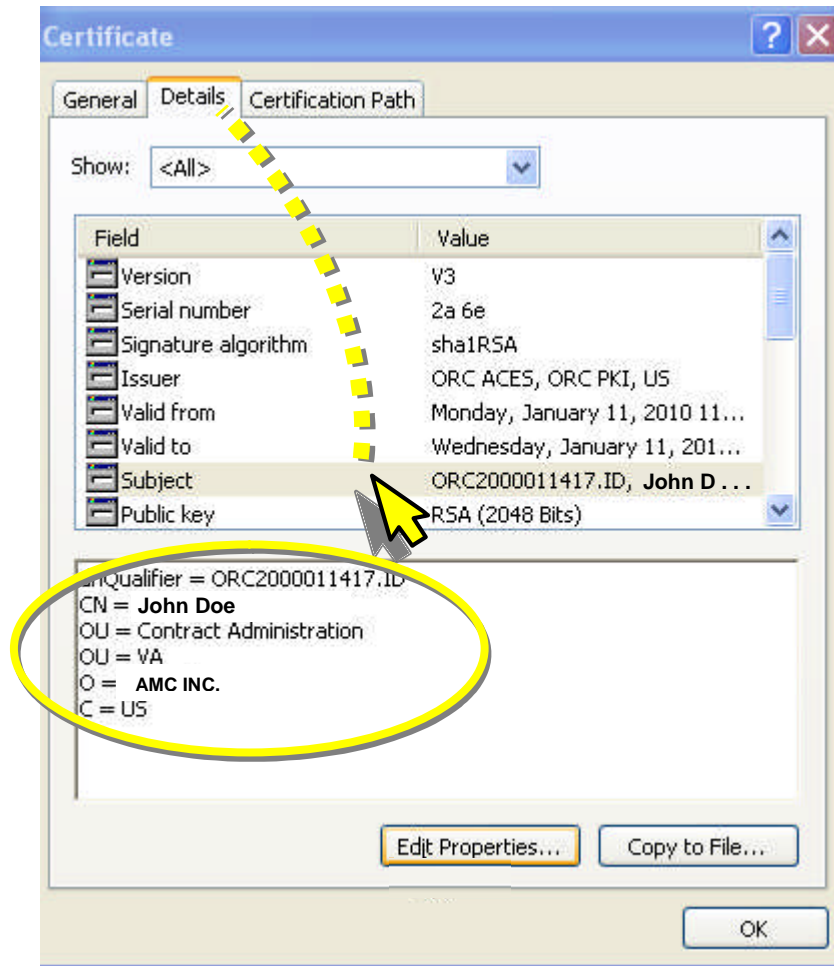 Certificate
General Details Certification Path
Show: <All>
Field Value
Version V3
Serial number 2a 6e
Signature algorithm sha1RSA
Issuer ORC ACES, ORC PKI, US
Valid from Monday, January 11, 2010 11...
Valid to Wednesday, January 11, 201...
Subject ORC2000011417.ID, John D . . .
Public key RSA (2048 Bits)
dnQualifier = ORC2000011417.ID
CN = John Doe
OU = Contract Administration
OU = VA
O = AMC INC.
C = US
Edit Properties... Copy to File...
OK